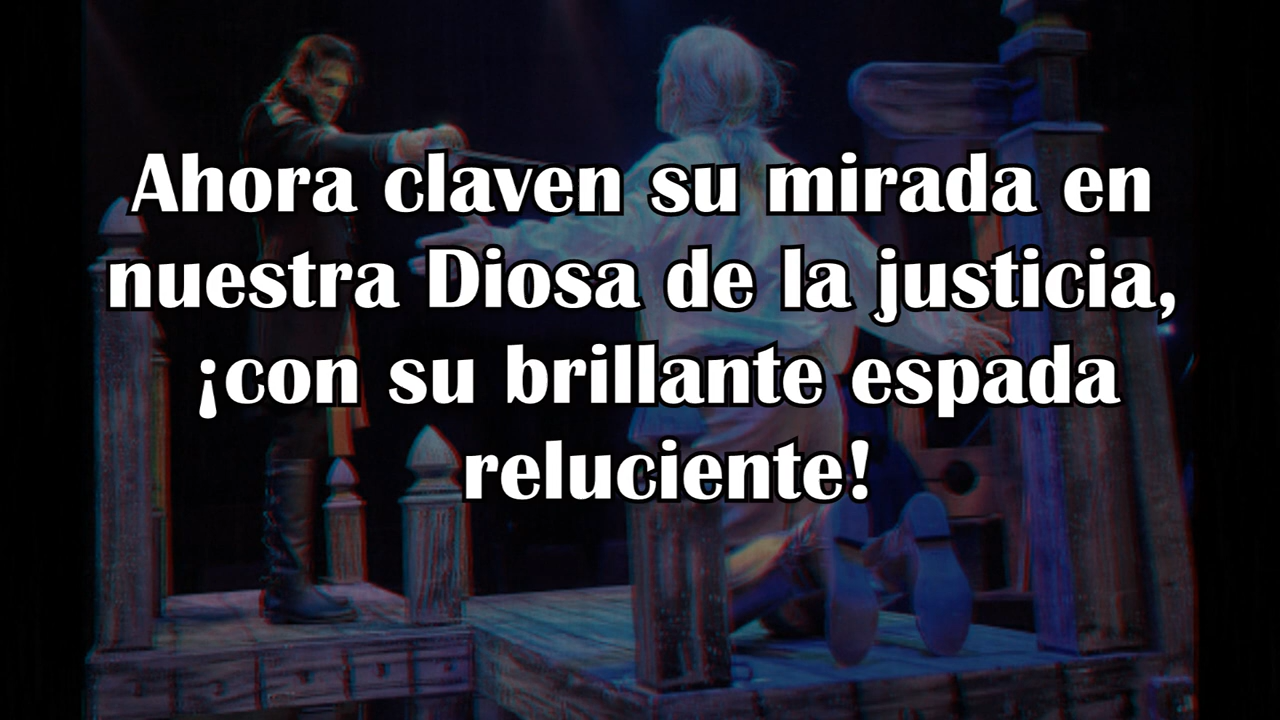 Ahora claven su mirada en
nuestra Diosa de la justicia,
¡con su brillante espada
reluciente!